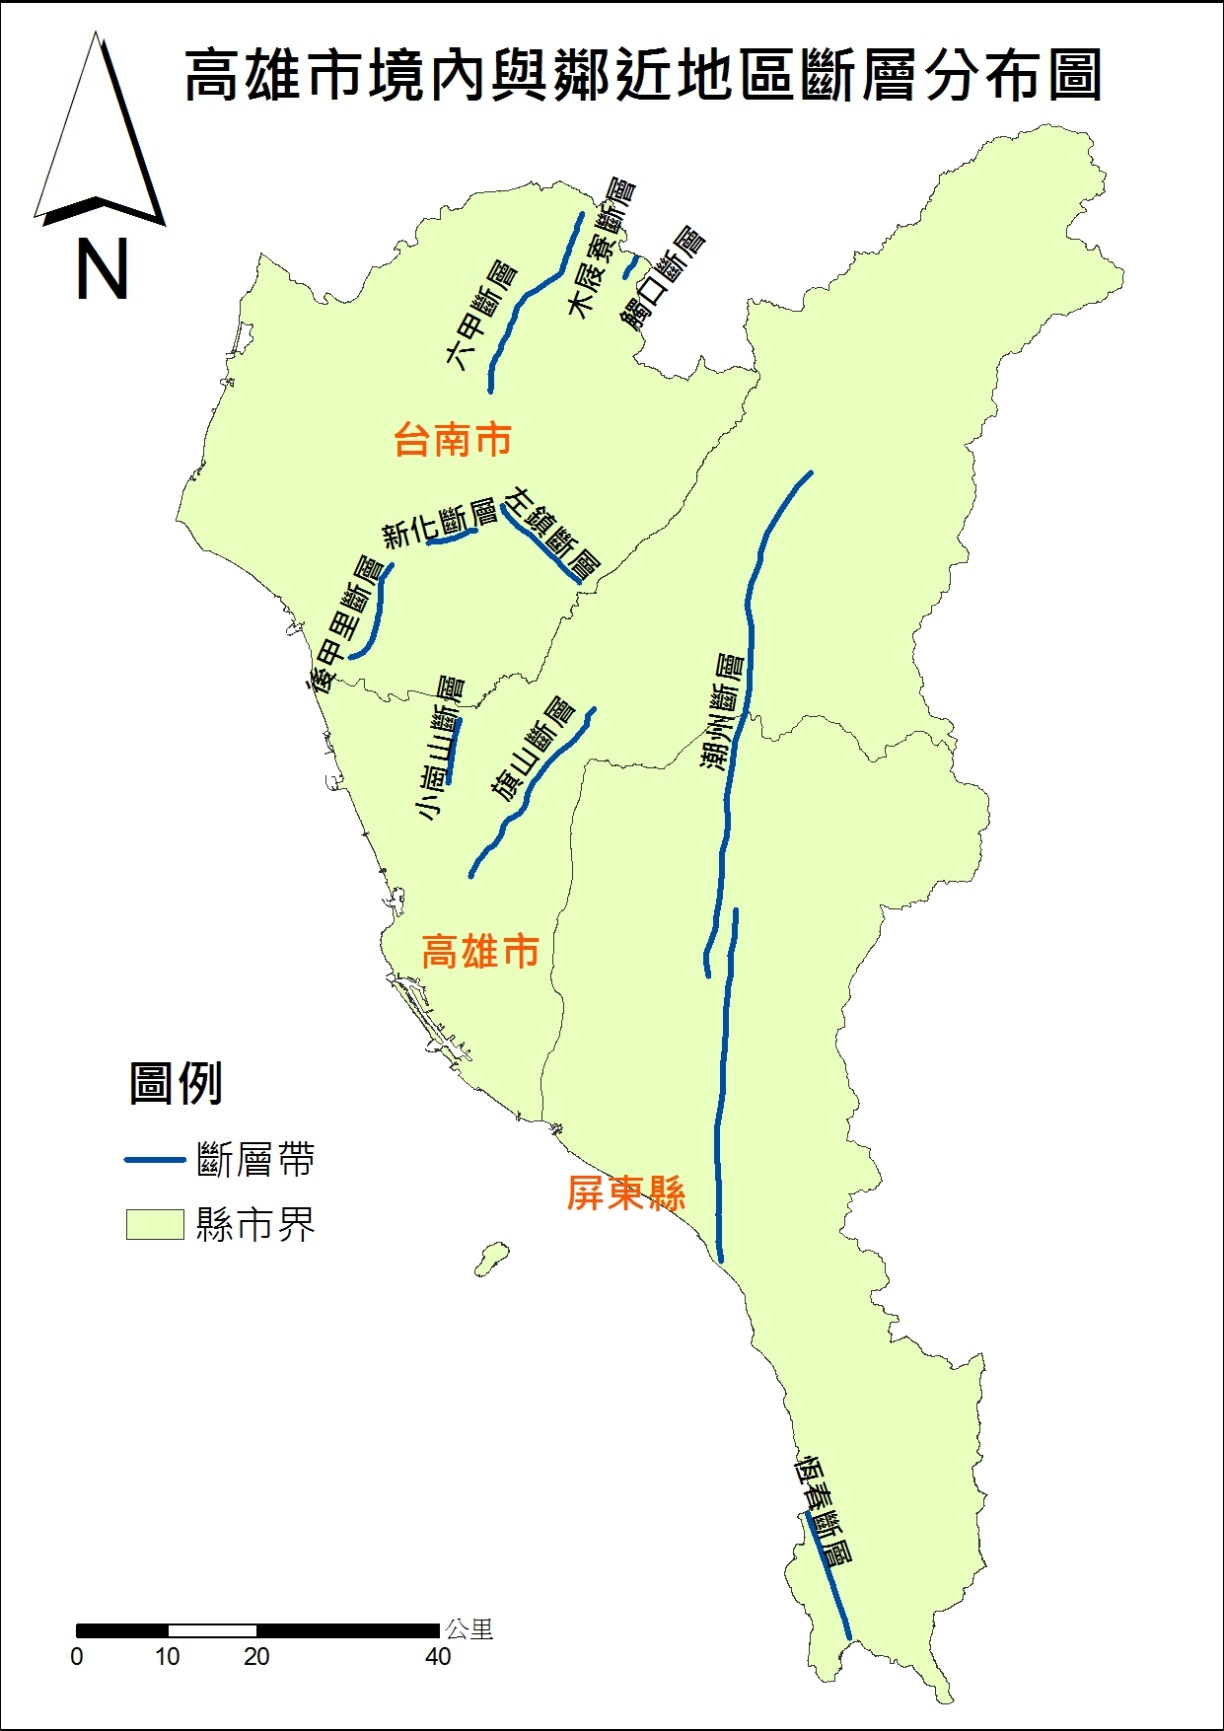 高雄市境內與鄰近地區斷層分布圖
N
木屐寮斷層
觸口斷層
六甲斷層
台南市
左鎮斷層
新化斷層
後甲里斷層
小崗山斷層
旗山斷層
潮州斷層
高雄市
圖例
斷層帶
縣市界
屏東縣
恆春斷層
公里
0 10 20 40